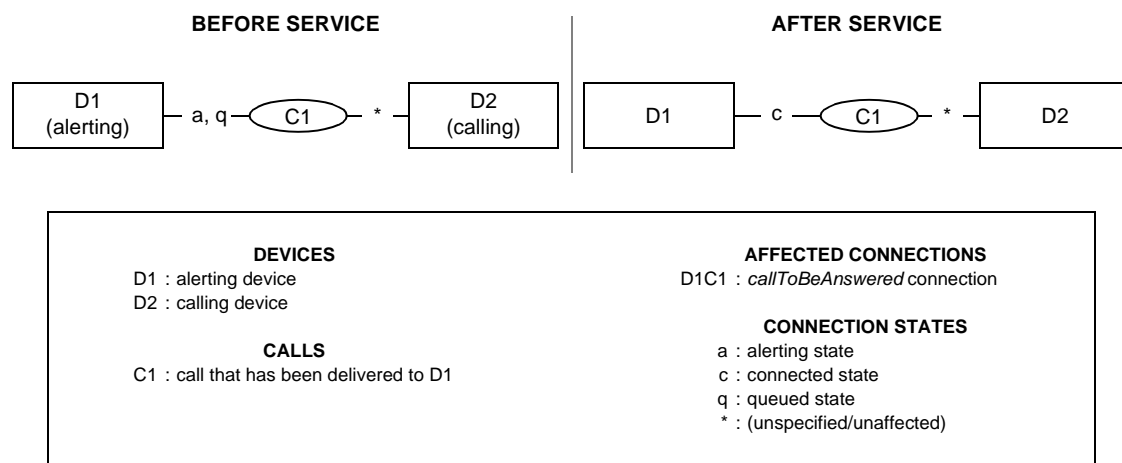 BEFORE SERVICE
AFTER SERVICE
D1
(alerting)
a, q
C1
*
D2
(calling)
D1
c
C1
*
D2
DEVICES
D1 : alerting device
D2 : calling device
CALLS
C1 : call that has been delivered to D1
AFFECTED CONNECTIONS
D1C1 : callToBeAnswered connection
CONNECTION STATES
a : alerting state
c : connected state
q : queued state
* : (unspecified/unaffected)